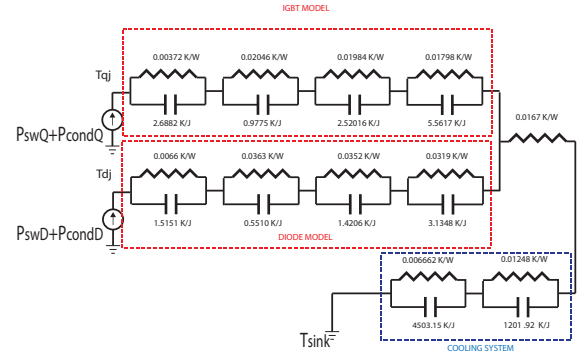 IGBT MODEL
0.00372 K/W
0.02046 K/W
0.01984 K/W
0.01798 K/W
Tqj
2.6882 K/J
0.9775 K/J
2.52016 K/J
5.5617 K/J
PswQ+PcondQ
0.0167 K/W
0.0066 K/W
0.0363 K/W
0.0352 K/W
0.0319 K/W
Tdj
1.5151 K/J
0.5510 K/J
1.4206 K/J
3.1348 K/J
PswD+PcondD
DIODE MODEL
0.006662 K/W
0.01248 K/W
4503.15 K/J
1201 .92 K/J
Tsink
COOLING SYSTEM